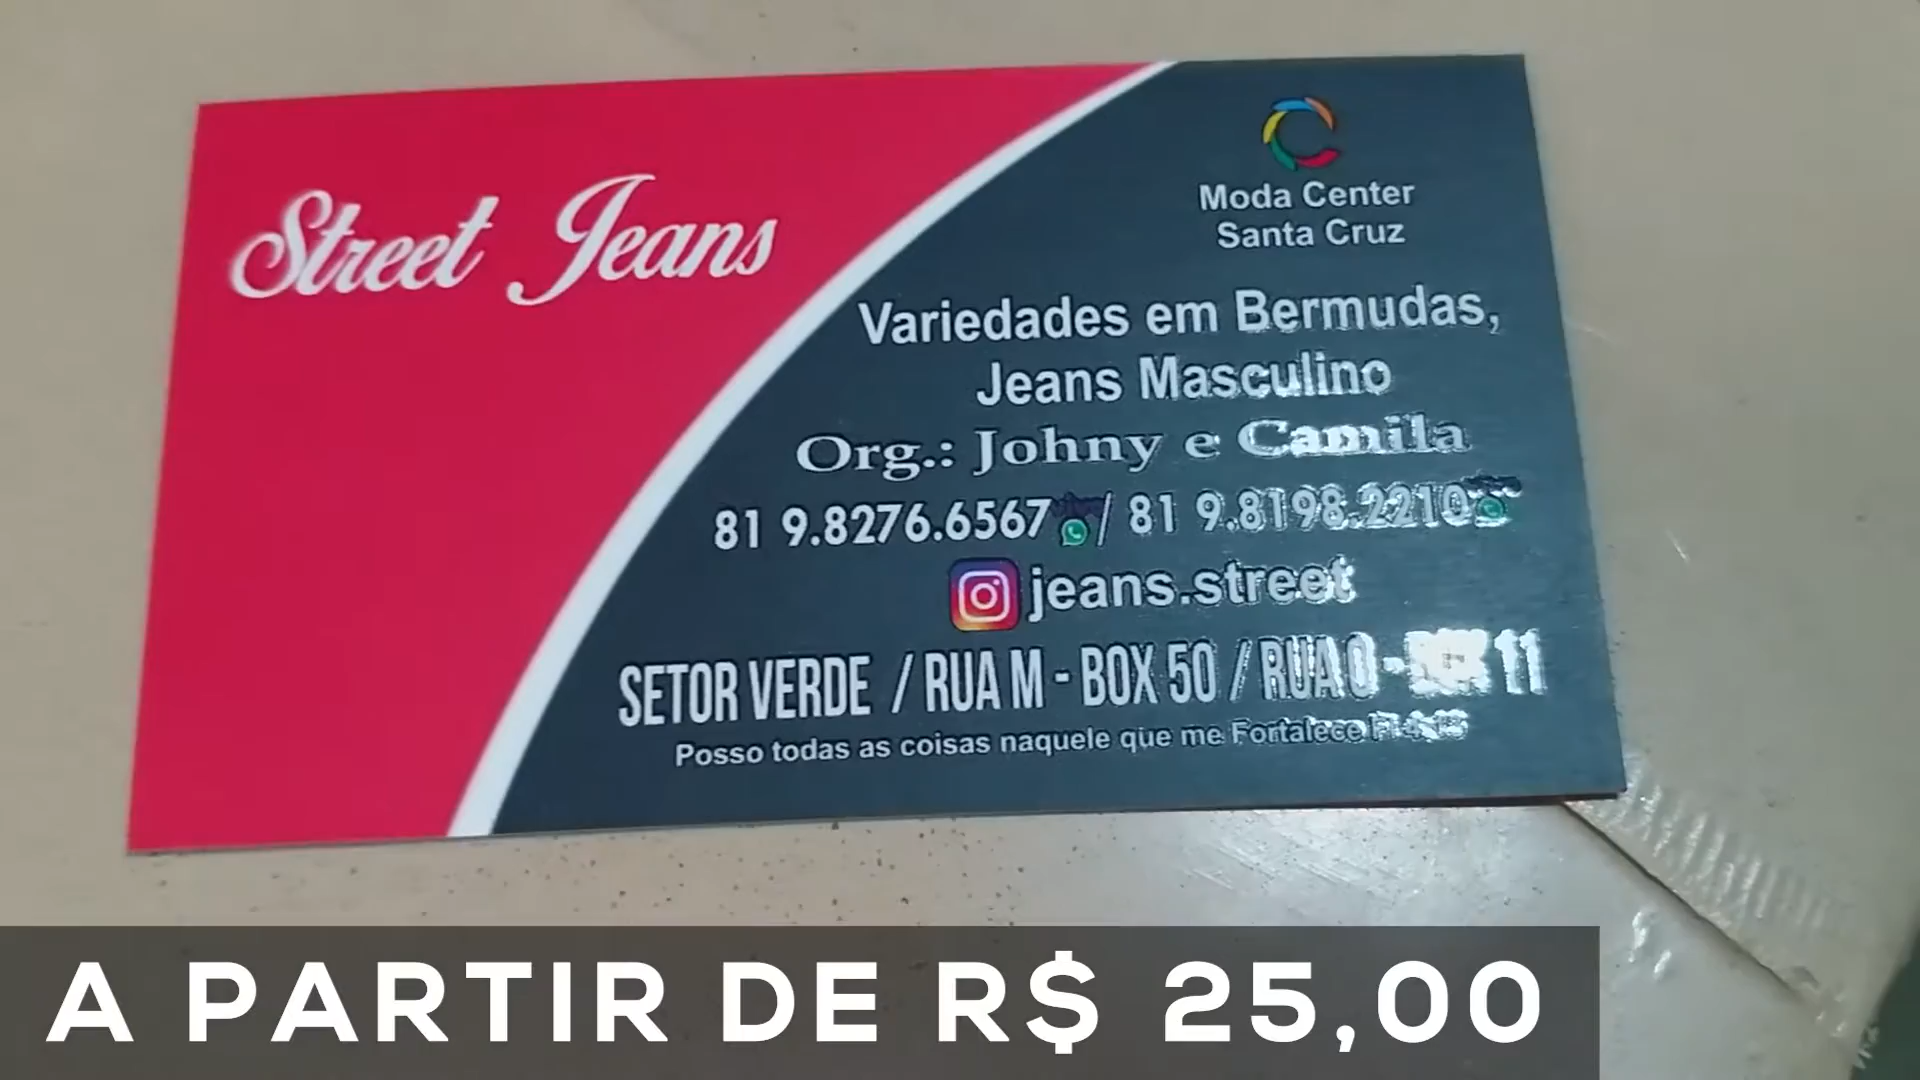 Street Jeans
Moda Center
Santa Cruz
Variedades em Bermudas,
Jeans Masculino
Org.: Johny e Camila
81 9.8276.6567 / 81 9.8198.2210
jeans.street
SETOR VERDE / RUA M - BOX 50 / RUA O - BOX 11
Posso todas as coisas naquele que me Fortalece
A PARTIR DE R$ 25,00